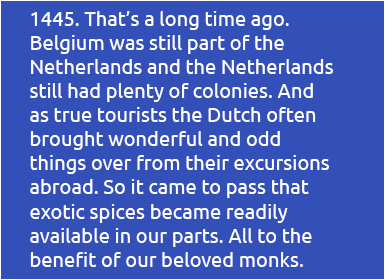 1445. That's a long time ago.
Belgium was still part of the
Netherlands and the Netherlands
still had plenty of colonies. And
as true tourists the Dutch often
brought wonderful and odd
things over from their excursions
abroad. So it came to pass that
exotic spices became readily
available in our parts. All to the
benefit of our beloved monks.